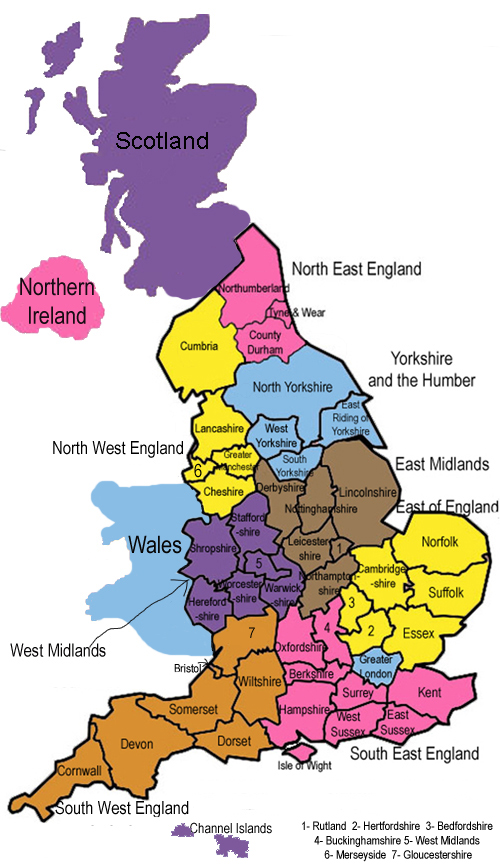 Scotland
Northern
Ireland
North East England
Northumberland
Tyne & Wear
County
Durham
Cumbria
Yorkshire
and the Humber
North Yorkshire
East
Riding of
Yorkshire
Lancashire
West
Yorkshire
North West England
Greater
Manchester
6
South
Yorkshire
East Midlands
Cheshire
Derbyshire
Lincolnshire
Nottinghamshire
East of England
Stafford
-shire
Wales
Shropshire
Leicester
shire
1
Norfolk
5
Cambridge
-shire
Northampton-
shire
Worcester
-shire
Warwick
-shire
Hereford
-shire
Suffolk
3
2
4
Essex
West Midlands
7
Oxfordshire
Greater
London
Bristol
Berkshire
Wiltshire
Surrey
Kent
Somerset
Hampshire
West
Sussex
East
Sussex
Devon
Dorset
South East England
Isle of Wight
Cornwall
South West England
Channel Islands
1- Rutland 2- Hertfordshire 3- Bedfordshire
4- Buckinghamshire 5- West Midlands
6- Merseyside 7- Gloucestershire